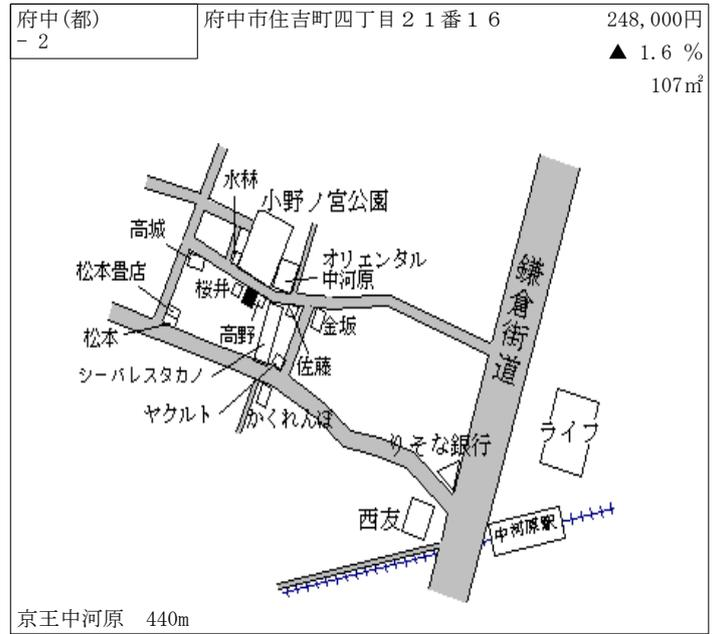 府中(都)
- 2
府中市住吉町四丁目２１番１６
248,000円
▲ 1.6 %
107㎡
水林
小野ノ宮公園
高城
オリエンタル
中河原
松本畳店
桜井
鎌倉街道
金坂
松本
高野
佐藤
シーパレスタカノ
ヤクルト
かくれんぼ
りそな銀行
ライフ
西友
中河原駅
京王中河原　440m